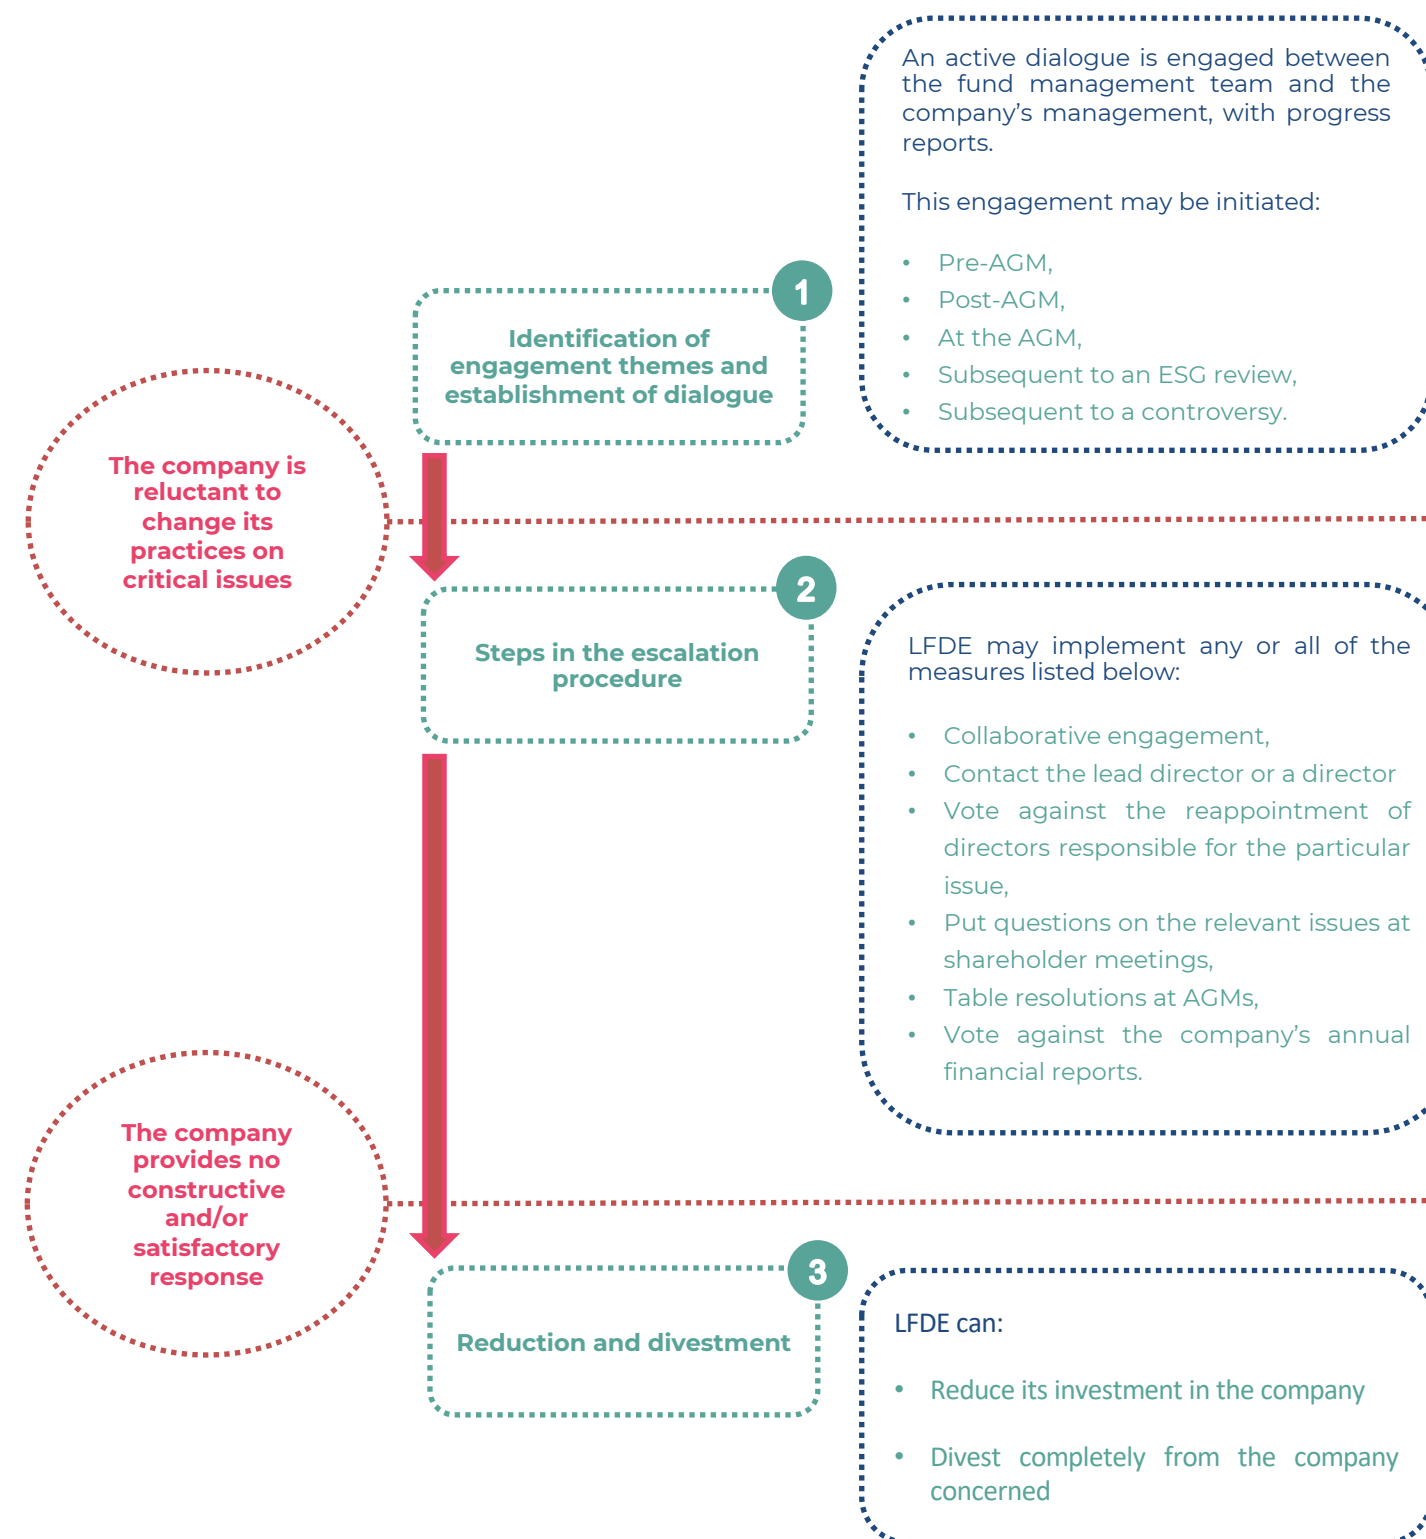 An active dialogue is engaged between
the fund management team and the
company's management, with progress
reports.
This engagement may be initiated:
• Pre-AGM,
• Post-AGM,
• At the AGM,
• Subsequent to an ESG review,
• Subsequent to a controversy.
1
Identification of
engagement themes and
establishment of dialogue
The company is
reluctant to
change its
practices on
critical issues
2
Steps in the escalation
procedure
LFDE may implement any or all of the
measures listed below:
• Collaborative engagement,
• Contact the lead director or a director
• Vote against the reappointment of
directors responsible for the particular
issue,
• Put questions on the relevant issues at
shareholder meetings,
• Table resolutions at AGMs,
• Vote against the company's annual
financial reports.
The company
provides no
constructive
and/or
satisfactory
response
3
Reduction and divestment
LFDE can:
• Reduce its investment in the company
• Divest completely from the company
concerned